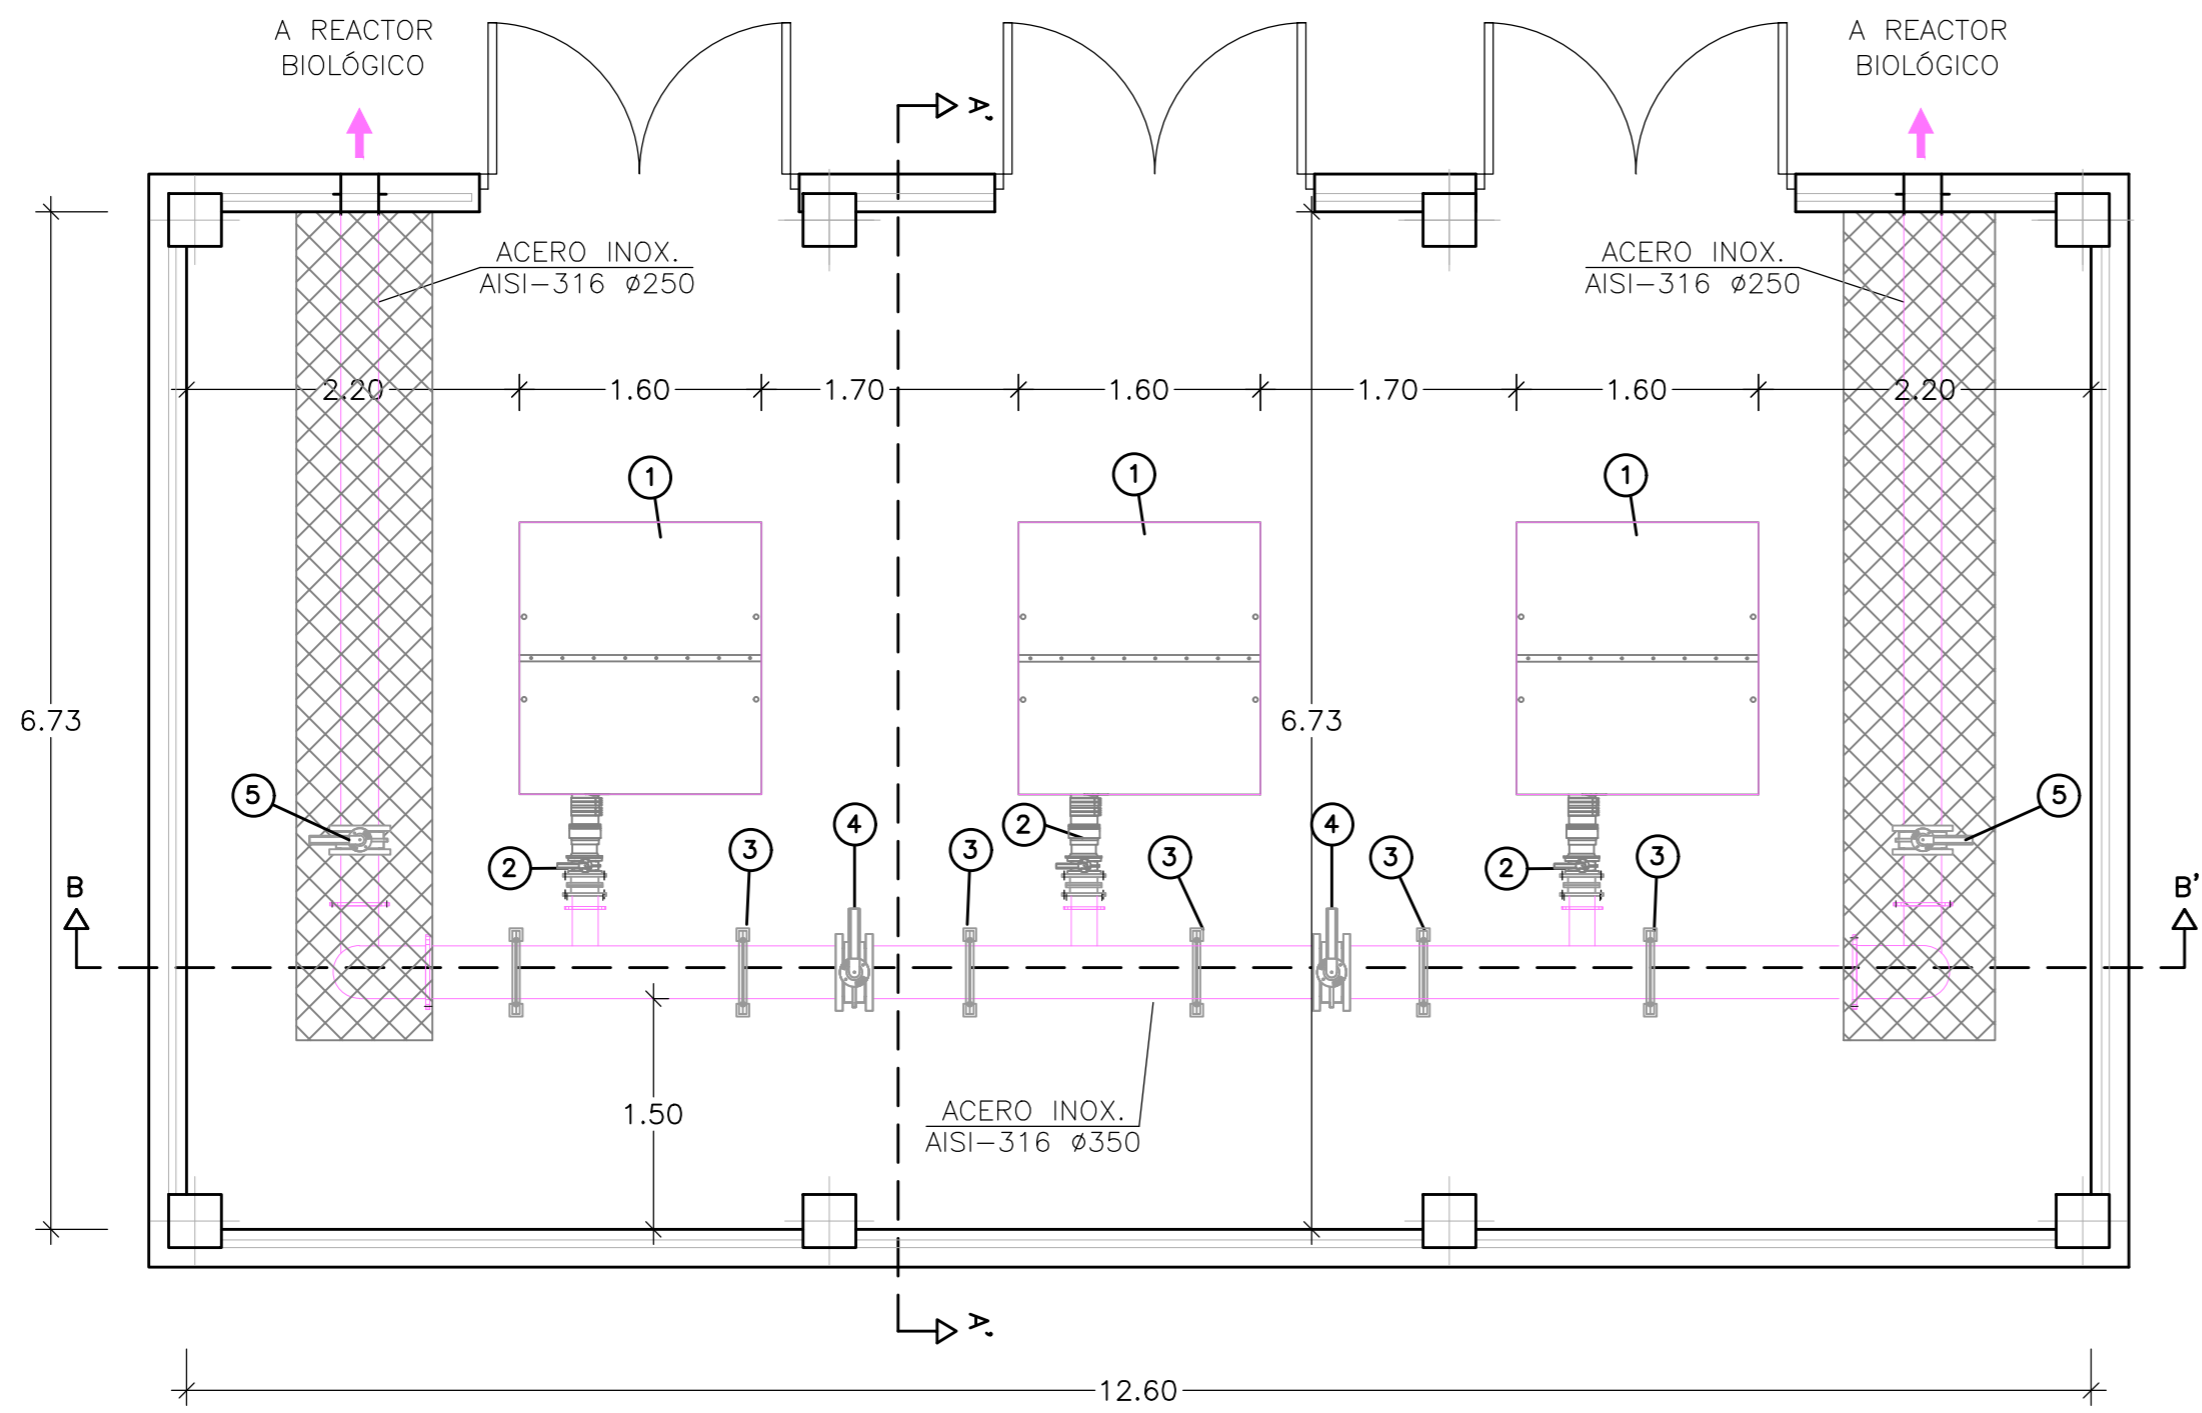 A REACTOR
BIOLÓGICO
A REACTOR
BIOLÓGICO
A'
ACERO INOX.
AISI-316 ø250
ACERO INOX.
AISI-316 ø250
2.20
1.60
1.70
1.60
1.70
1.60
2.20
1
1
1
6.73
6.73
5
2
3
4
3
2
3
4
3
2
3
5
B
B'
1.50
ACERO INOX.
AISI-316 ø350
A'
12.60